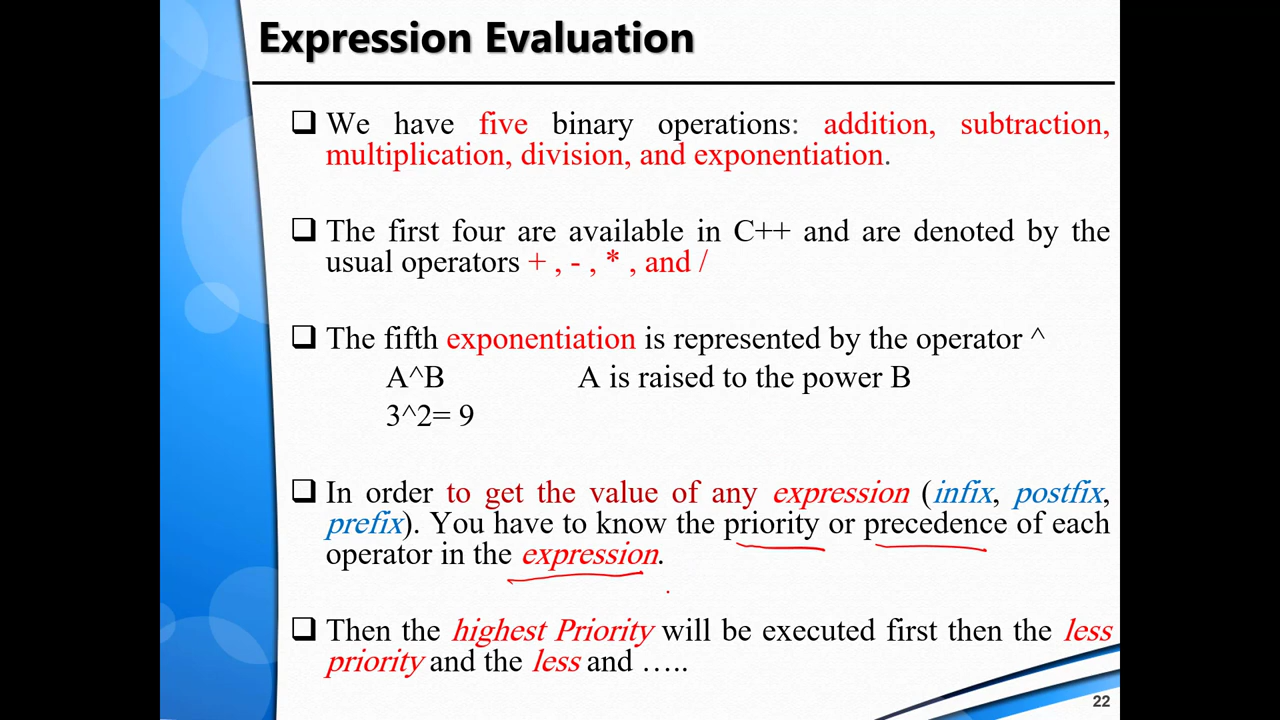 Expression Evaluation
❑ We have five binary operations: addition, subtraction,
multiplication, division, and exponentiation.
❑ The first four are available in C++ and are denoted by the
usual operators + , - , * , and /
❑ The fifth exponentiation is represented by the operator ^
A^B A is raised to the power B
3^2= 9
❑ In order to get the value of any expression (infix, postfix,
prefix). You have to know the priority or precedence of each
operator in the expression.
❑ Then the highest Priority will be executed first then the less
priority and the less and …..
22